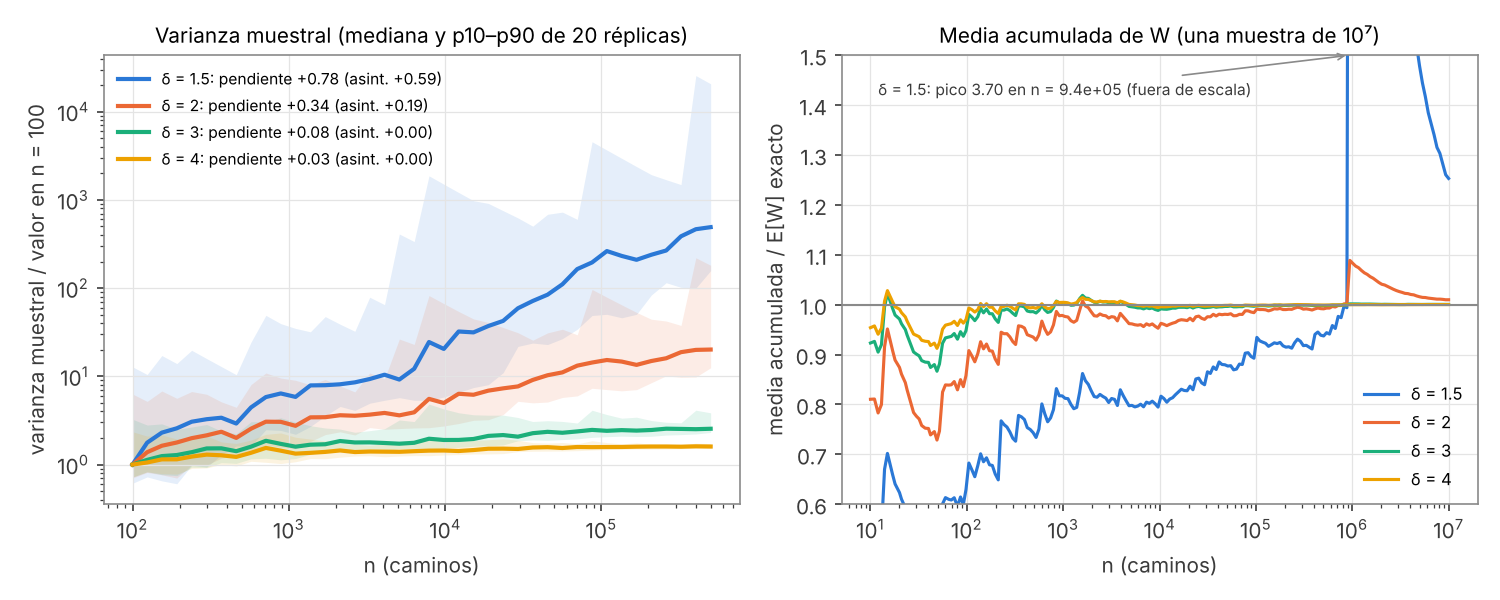 Varianza muestral (mediana y p10–p90 de 20 réplicas)
varianza muestral / valor en n = 100
10⁴
10³
10²
10¹
10⁰
δ = 1.5: pendiente +0.78 (asint. +0.59)
δ = 2: pendiente +0.34 (asint. +0.19)
δ = 3: pendiente +0.08 (asint. +0.00)
δ = 4: pendiente +0.03 (asint. +0.00)
10²
10³
10⁴
10⁵
n (caminos)
Media acumulada de W (una muestra de 10⁷)
media acumulada / E[W] exacto
1.5
1.4
1.3
1.2
1.1
1.0
0.9
0.8
0.7
0.6
δ = 1.5: pico 3.70 en n = 9.4e+05 (fuera de escala)
δ = 1.5
δ = 2
δ = 3
δ = 4
10¹
10²
10³
10⁴
10⁵
10⁶
10⁷
n (caminos)